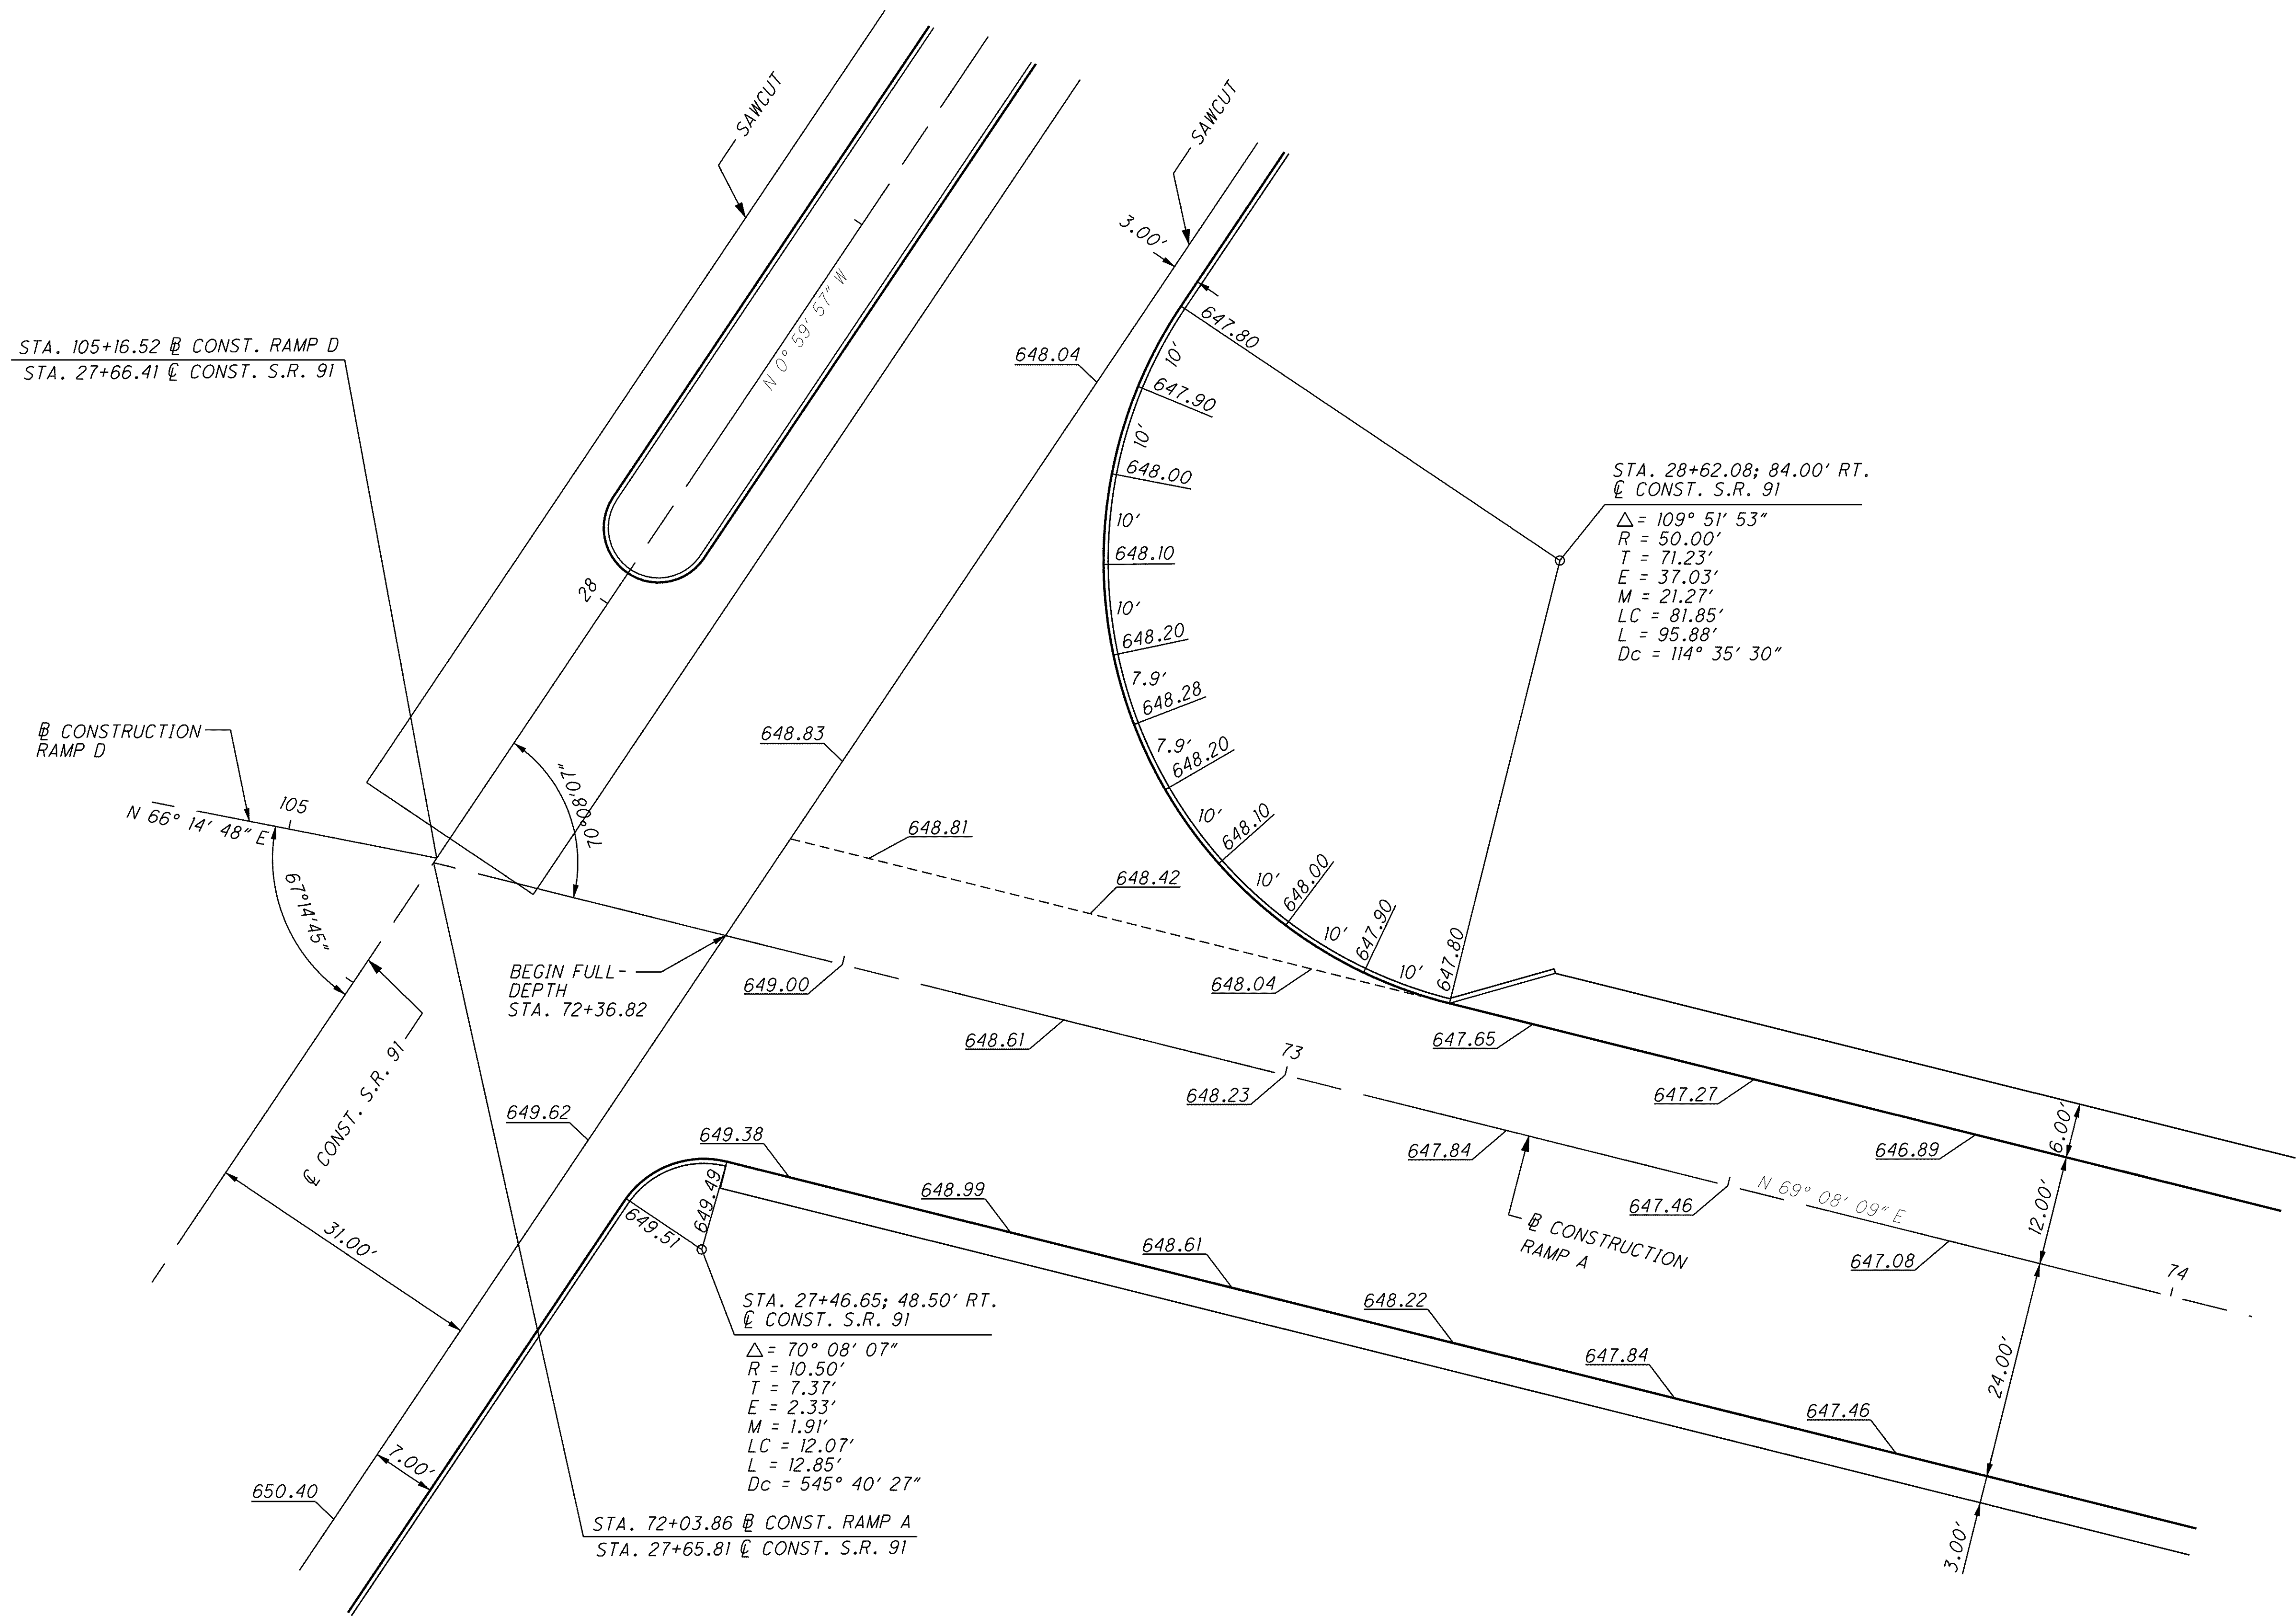 SAWCUT
SAWCUT
3.00'
N 0° 59' 57" W
STA. 105+16.52 ⅊ CONST. RAMP D
STA. 27+66.41 ℄ CONST. S.R. 91
648.04
647.80
10'
647.90
10'
648.00
10'
648.10
10'
648.20
7.9'
648.28
7.9'
648.20
10'
648.10
10'
648.00
10'
647.90
10'
647.80
STA. 28+62.08; 84.00' RT.
℄ CONST. S.R. 91
△= 109° 51' 53"
R = 50.00'
T = 71.23'
E = 37.03'
M = 21.27'
LC = 81.85'
L = 95.88'
Dc = 114° 35' 30"
28
⅊ CONSTRUCTION
RAMP D
N 66° 14' 48" E
105
67°14'45"
70°08'07"
648.83
648.81
648.42
648.04
BEGIN FULL-
DEPTH
STA. 72+36.82
649.00
648.61
73
648.23
647.65
647.27
647.84
646.89
647.46
N 69° 08' 09" E
647.08
74
⅊ CONSTRUCTION
RAMP A
6.00'
12.00'
24.00'
3.00'
℄ CONST. S.R. 91
31.00'
649.62
649.38
649.49
649.51
648.99
648.61
648.22
647.84
647.46
STA. 27+46.65; 48.50' RT.
℄ CONST. S.R. 91
△= 70° 08' 07"
R = 10.50'
T = 7.37'
E = 2.33'
M = 1.91'
LC = 12.07'
L = 12.85'
Dc = 545° 40' 27"
7.00'
650.40
STA. 72+03.86 ⅊ CONST. RAMP A
STA. 27+65.81 ℄ CONST. S.R. 91